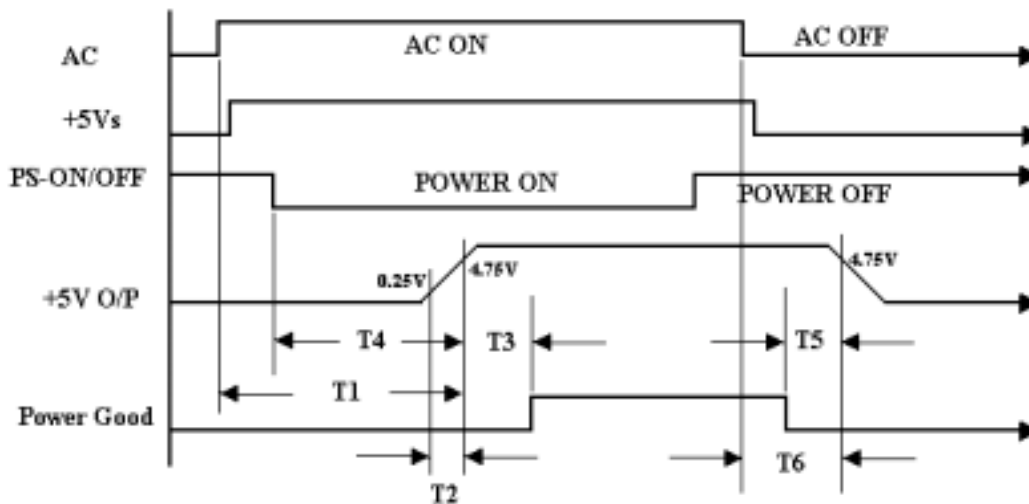 AC
AC ON
AC OFF
+5Vs
PS-ON/OFF
POWER ON
POWER OFF
+5V O/P
0.25V
4.75V
4.75V
T4
T3
T5
T1
Power Good
T2
T6